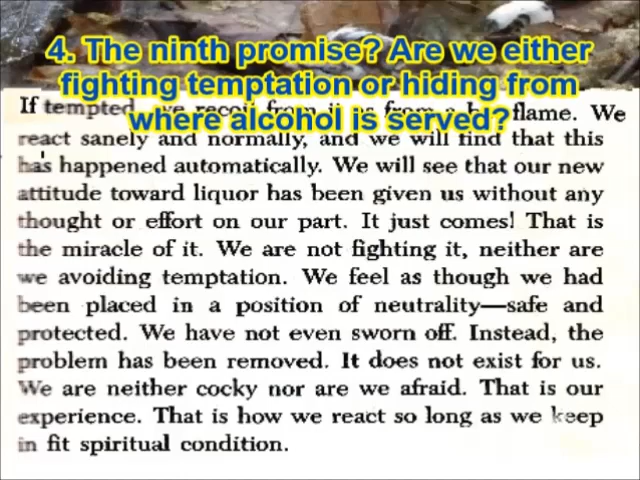 4. The ninth promise? Are we either
fighting temptation or hiding from
where alcohol is served?
If tempted, we recoil from it as from a hot flame. We
react sanely and normally, and we will find that this
has happened automatically. We will see that our new
attitude toward liquor has been given us without any
thought or effort on our part. It just comes! That is
the miracle of it. We are not fighting it, neither are
we avoiding temptation. We feel as though we had
been placed in a position of neutrality—safe and
protected. We have not even sworn off. Instead, the
problem has been removed. It does not exist for us.
We are neither cocky nor are we afraid. That is our
experience. That is how we react so long as we keep
in fit spiritual condition.